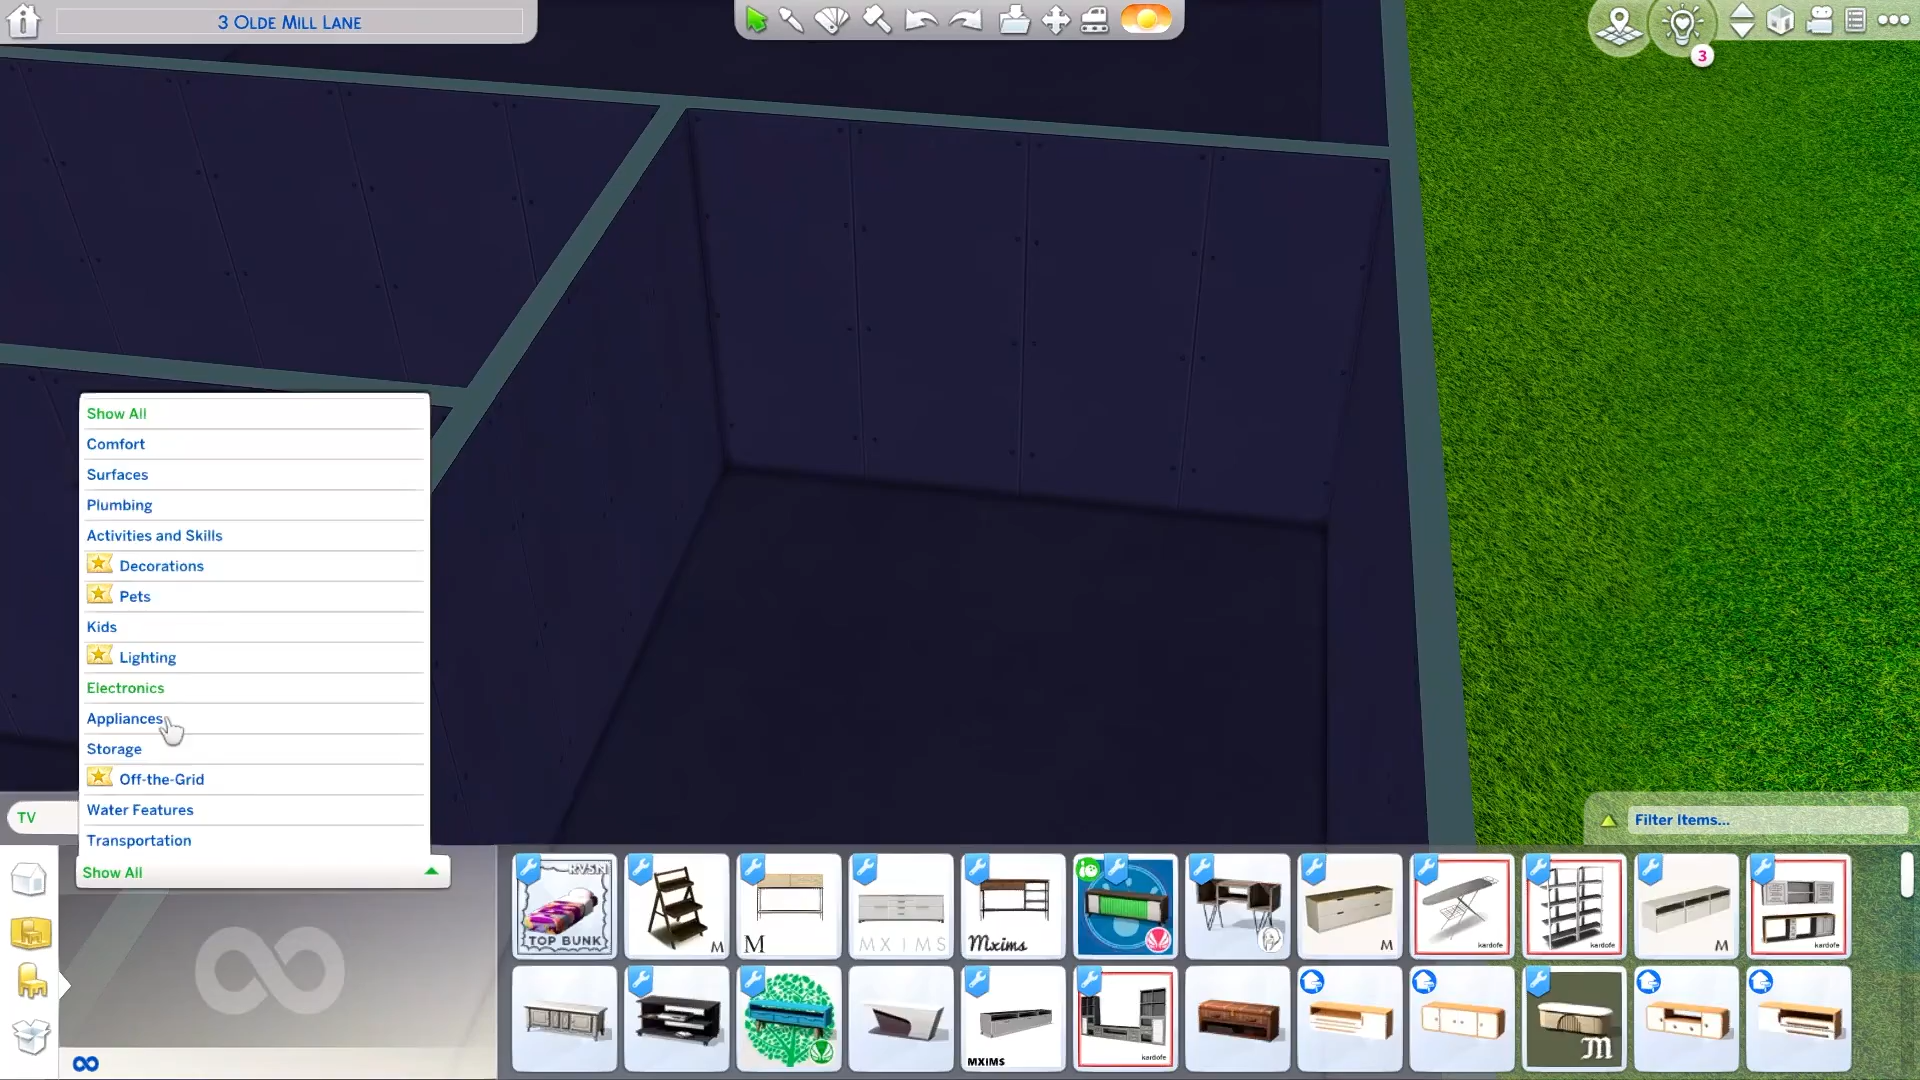 3 OLDE MILL LANE
3
Show All
Comfort
Surfaces
Plumbing
Activities and Skills
Decorations
Pets
Kids
Lighting
Electronics
Appliances
Storage
Off-the-Grid
Water Features
Transportation
TV
Show All
Filter Items...
RVSN
TOP BUNK
M
M
MXIMS
Mxims
M
kardofe
kardofe
M
kardofe
MXIMS
kardofe
M